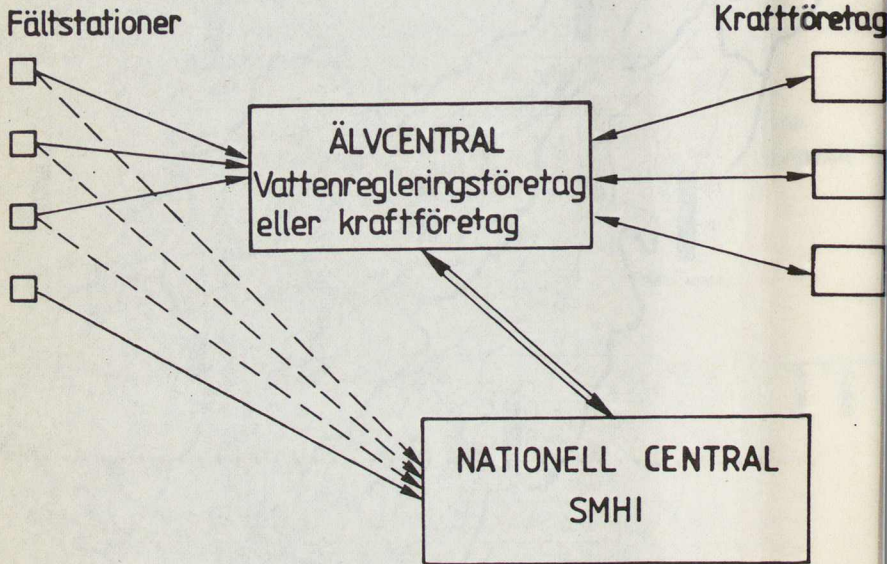 Fältstationer
Kraftföretag
ÄLVCENTRAL
Vattenregleringsföretag
eller kraftföretag
NATIONELL CENTRAL
SMHI